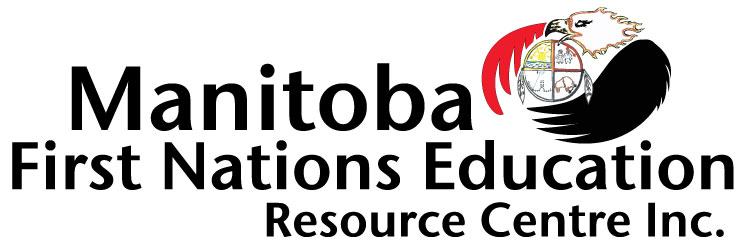 Manitoba
First Nations Education
Resource Centre Inc.